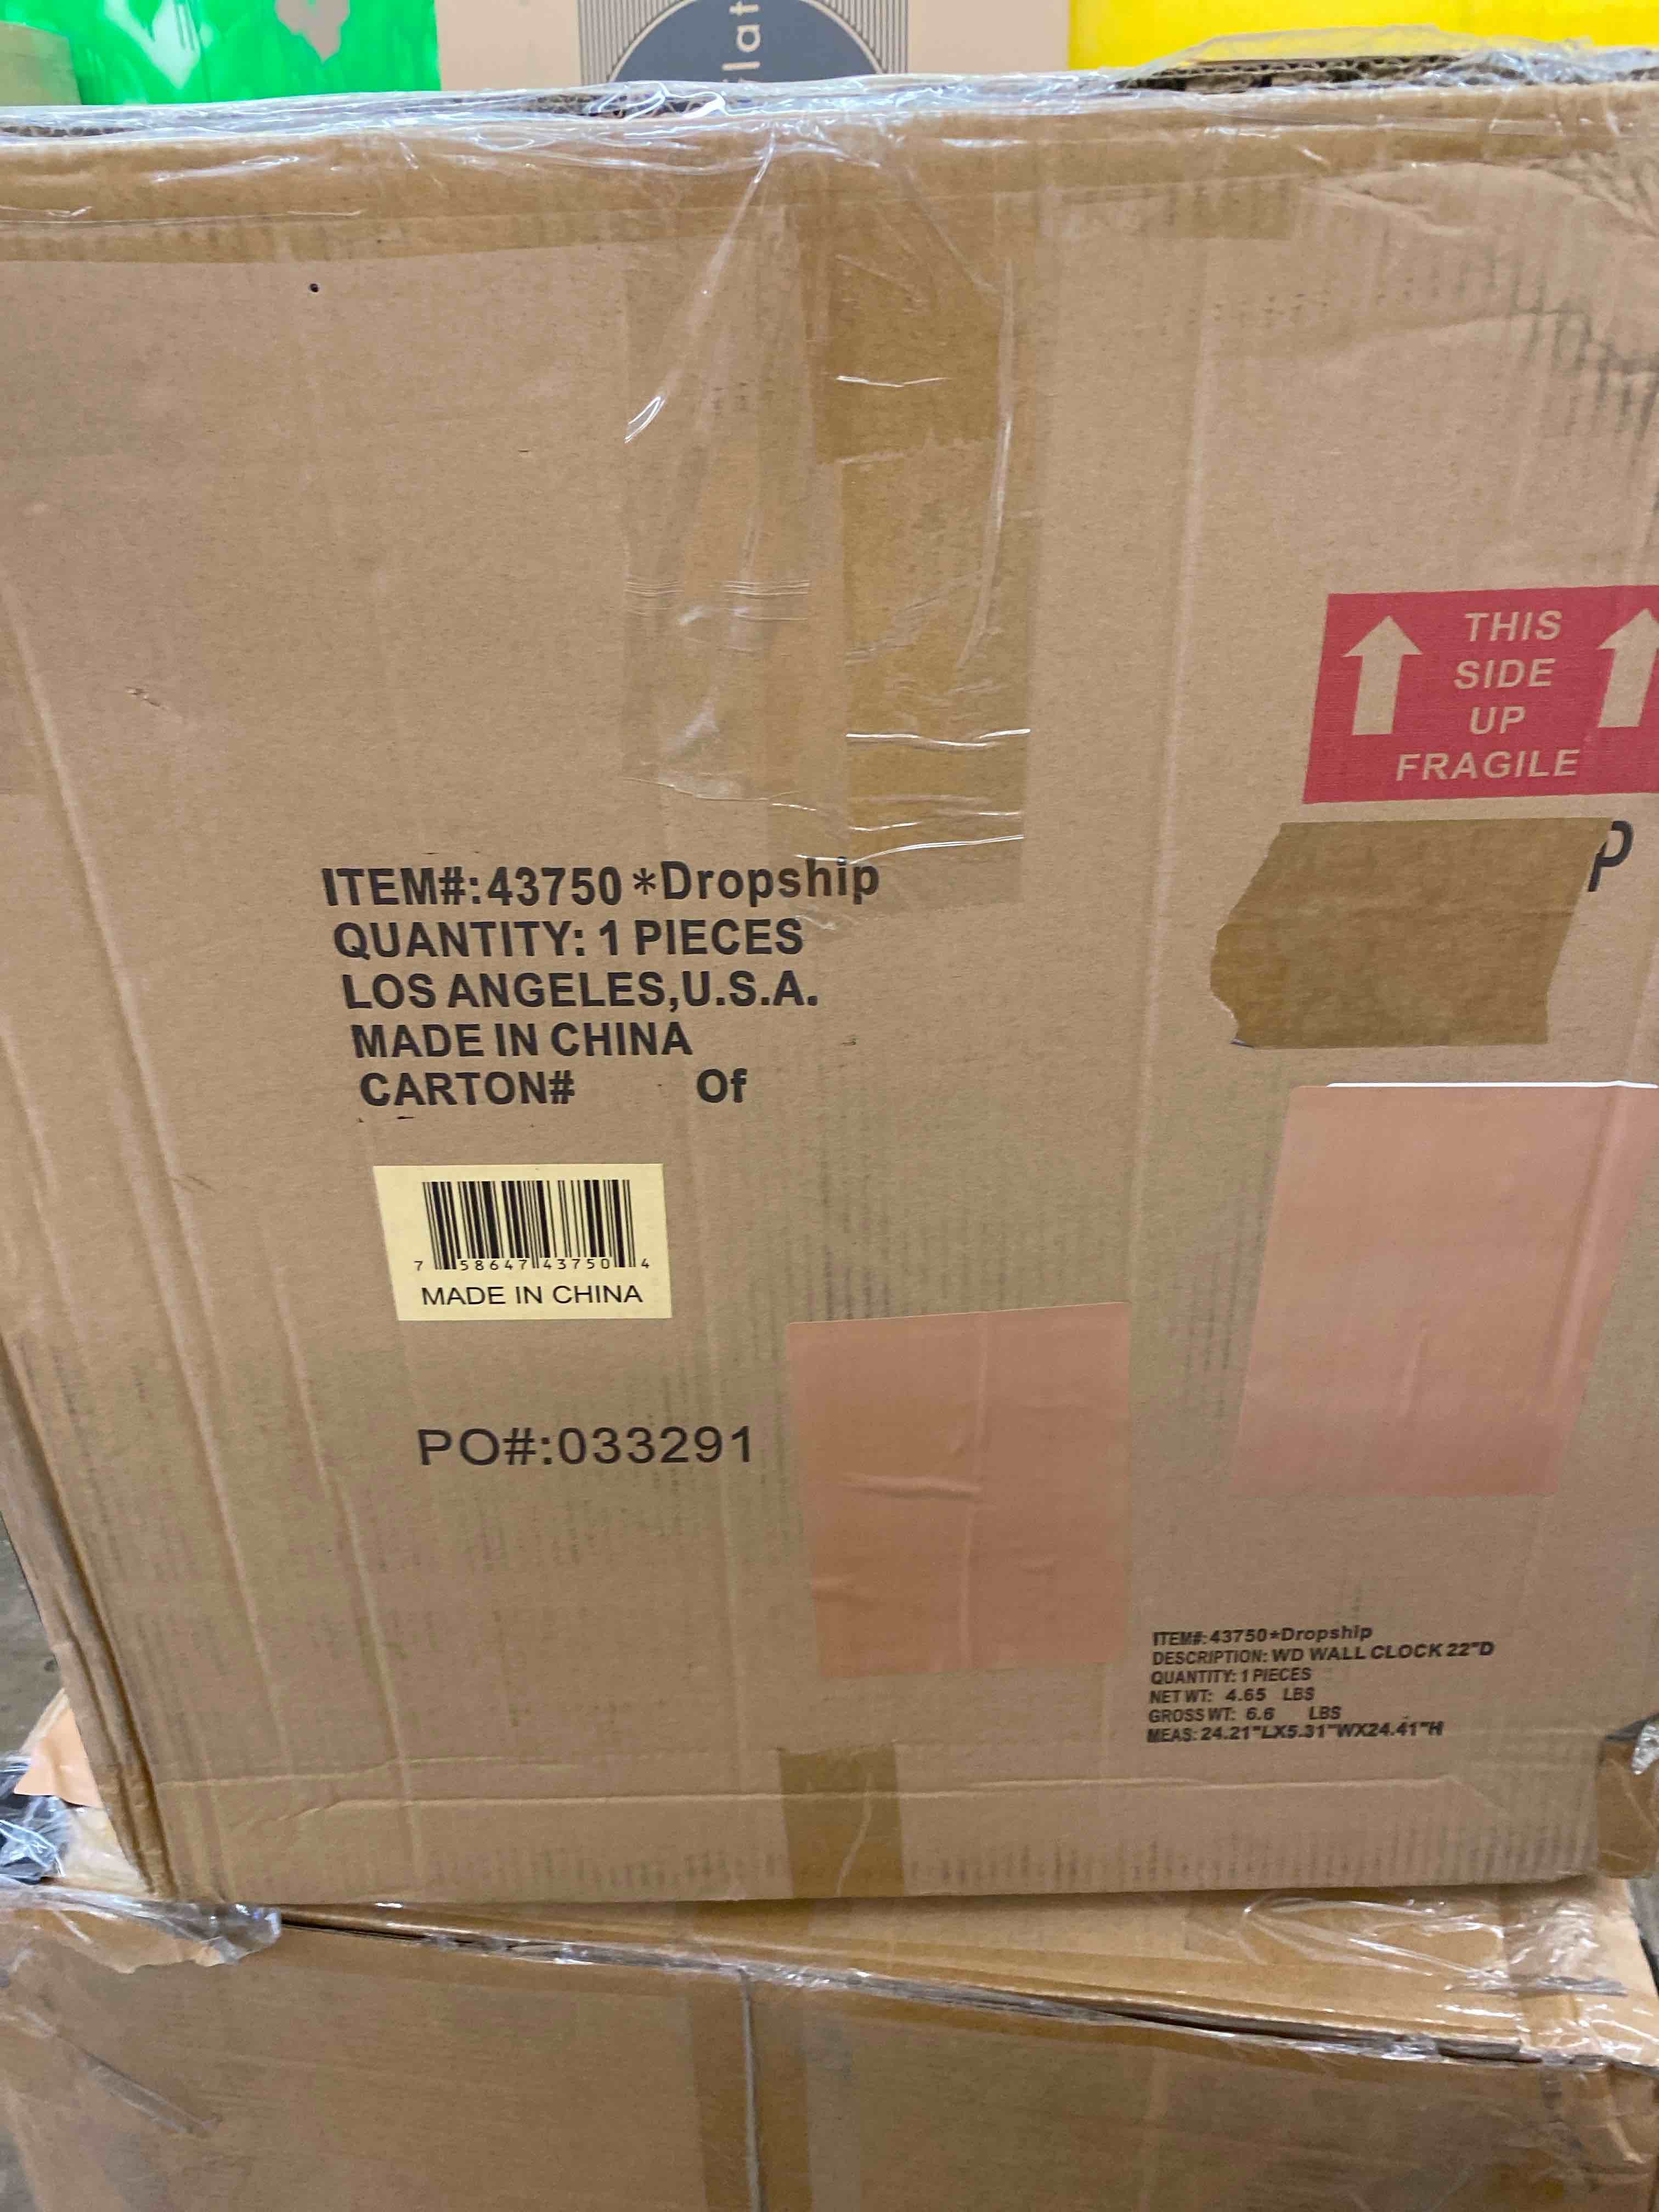 lat
THIS
SIDE
UP
FRAGILE
P
ITEM#:43750*Dropship
QUANTITY: 1 PIECES
LOS ANGELES,U.S.A.
MADE IN CHINA
CARTON# Of
7 58647 43750 4
MADE IN CHINA
PO#:033291
ITEM#:43750*Dropship
DESCRIPTION: WD WALL CLOCK 22"D
QUANTITY: 1 PIECES
NET WT: 4.65 LBS
GROSS WT: 6.6 LBS
MEAS: 24.21"LX5.31"WX24.41"H